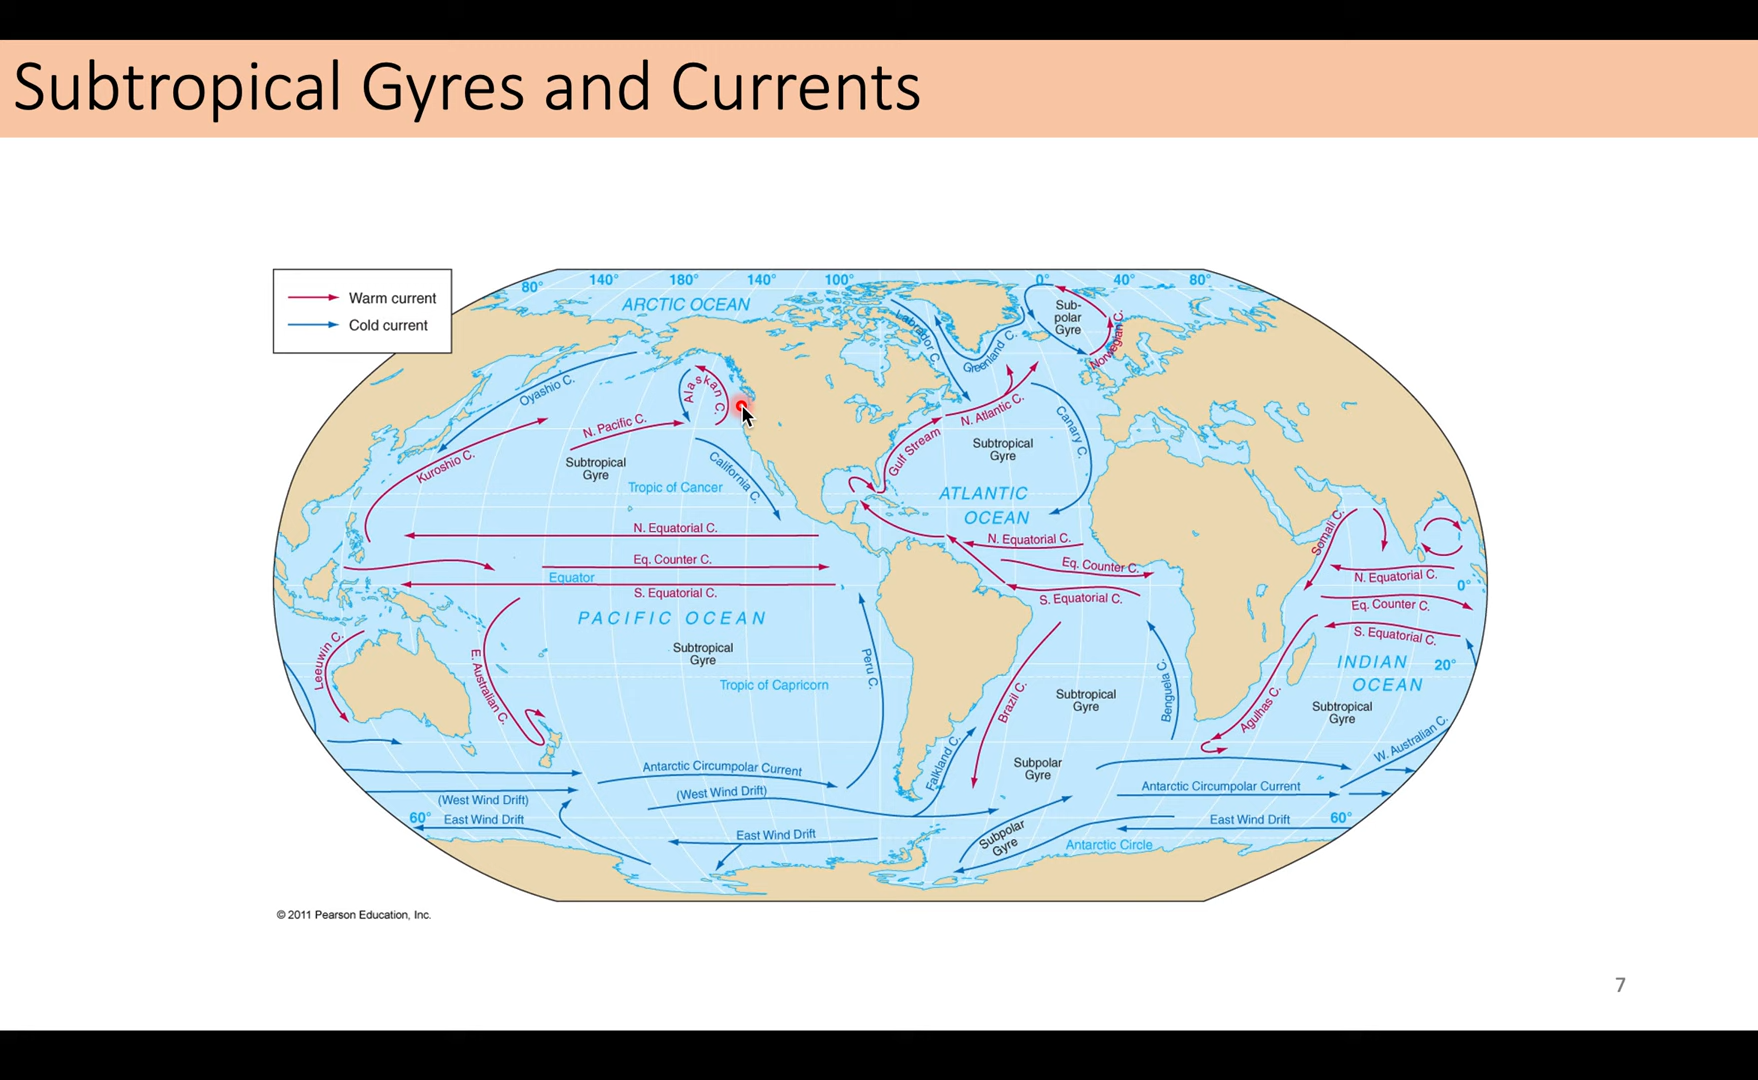 Subtropical Gyres and Currents
Warm current
Cold current
80°
140°
180°
140°
100°
0°
40°
80°
ARCTIC OCEAN
Sub-
polar
Gyre
Labrador C.
Greenland C.
Norwegian C.
Oyashio C.
Alaskan C.
N. Pacific C.
Kuroshio C.
Subtropical
Gyre
California C.
Tropic of Cancer
N. Atlantic C.
Gulf Stream
Canary C.
Subtropical
Gyre
ATLANTIC
OCEAN
Somali C.
N. Equatorial C.
N. Equatorial C.
Eq. Counter C.
Eq. Counter C.
Equator
S. Equatorial C.
S. Equatorial C.
N. Equatorial C.
0°
Eq. Counter C.
S. Equatorial C.
PACIFIC OCEAN
Leeuwin C.
E. Australian C.
Subtropical
Gyre
Peru C.
Tropic of Capricorn
Brazil C.
Subtropical
Gyre
Benguela C.
INDIAN
OCEAN
20°
Agulhas C.
Subtropical
Gyre
W. Australian C.
Falkland C.
Subpolar
Gyre
Antarctic Circumpolar Current
(West Wind Drift)
(West Wind Drift)
Antarctic Circumpolar Current
60°
East Wind Drift
East Wind Drift
Subpolar
Gyre
East Wind Drift
60°
Antarctic Circle
© 2011 Pearson Education, Inc.
7